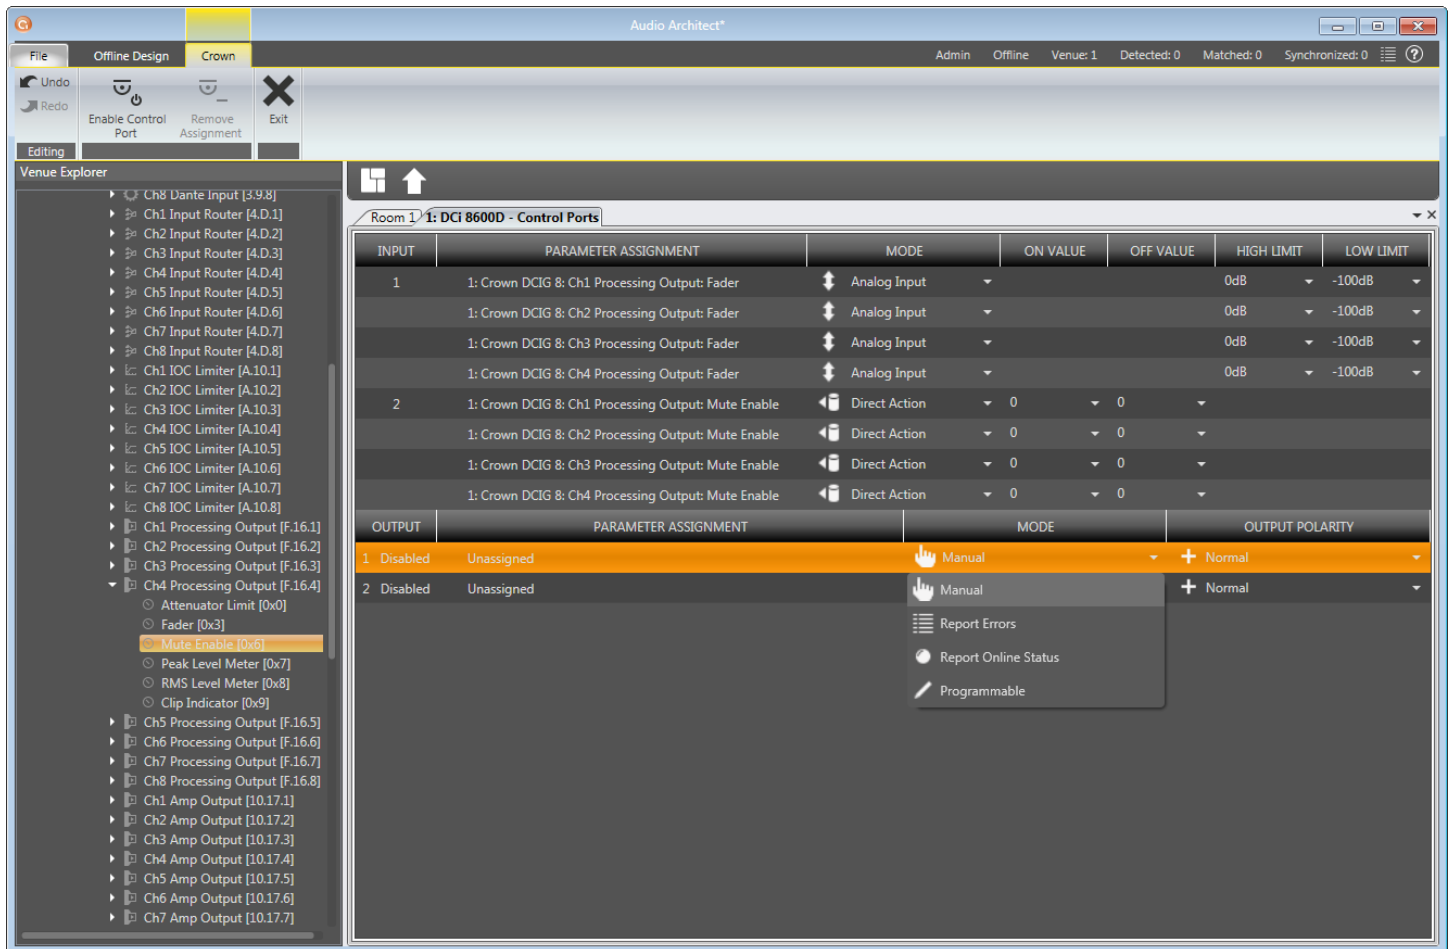 Audio Architect*
File Offline Design Crown Admin Offline Venue: 1 Detected: 0 Matched: 0 Synchronized: 0 ?
Undo
Redo
Enable Control Port
Remove Assignment
Exit
Editing
Venue Explorer
Ch8 Dante Input [3.9.8]
Ch1 Input Router [4.D.1]
Ch2 Input Router [4.D.2]
Ch3 Input Router [4.D.3]
Ch4 Input Router [4.D.4]
Ch5 Input Router [4.D.5]
Ch6 Input Router [4.D.6]
Ch7 Input Router [4.D.7]
Ch8 Input Router [4.D.8]
Ch1 IOC Limiter [A.10.1]
Ch2 IOC Limiter [A.10.2]
Ch3 IOC Limiter [A.10.3]
Ch4 IOC Limiter [A.10.4]
Ch5 IOC Limiter [A.10.5]
Ch6 IOC Limiter [A.10.6]
Ch7 IOC Limiter [A.10.7]
Ch8 IOC Limiter [A.10.8]
Ch1 Processing Output [F.16.1]
Ch2 Processing Output [F.16.2]
Ch3 Processing Output [F.16.3]
Ch4 Processing Output [F.16.4]
Attenuator Limit [0x0]
Fader [0x3]
Mute Enable [0x6]
Peak Level Meter [0x7]
RMS Level Meter [0x8]
Clip Indicator [0x9]
Ch5 Processing Output [F.16.5]
Ch6 Processing Output [F.16.6]
Ch7 Processing Output [F.16.7]
Ch8 Processing Output [F.16.8]
Ch1 Amp Output [10.17.1]
Ch2 Amp Output [10.17.2]
Ch3 Amp Output [10.17.3]
Ch4 Amp Output [10.17.4]
Ch5 Amp Output [10.17.5]
Ch6 Amp Output [10.17.6]
Ch7 Amp Output [10.17.7]
Room 1 1: DCi 8600D - Control Ports
INPUT PARAMETER ASSIGNMENT MODE ON VALUE OFF VALUE HIGH LIMIT LOW LIMIT
1 1: Crown DCIG 8: Ch1 Processing Output: Fader Analog Input 0dB -100dB
1: Crown DCIG 8: Ch2 Processing Output: Fader Analog Input 0dB -100dB
1: Crown DCIG 8: Ch3 Processing Output: Fader Analog Input 0dB -100dB
1: Crown DCIG 8: Ch4 Processing Output: Fader Analog Input 0dB -100dB
2 1: Crown DCIG 8: Ch1 Processing Output: Mute Enable Direct Action 0 0
1: Crown DCIG 8: Ch2 Processing Output: Mute Enable Direct Action 0 0
1: Crown DCIG 8: Ch3 Processing Output: Mute Enable Direct Action 0 0
1: Crown DCIG 8: Ch4 Processing Output: Mute Enable Direct Action 0 0
OUTPUT PARAMETER ASSIGNMENT MODE OUTPUT POLARITY
1 Disabled Unassigned Manual Normal
2 Disabled Unassigned Normal
Manual
Report Errors
Report Online Status
Programmable